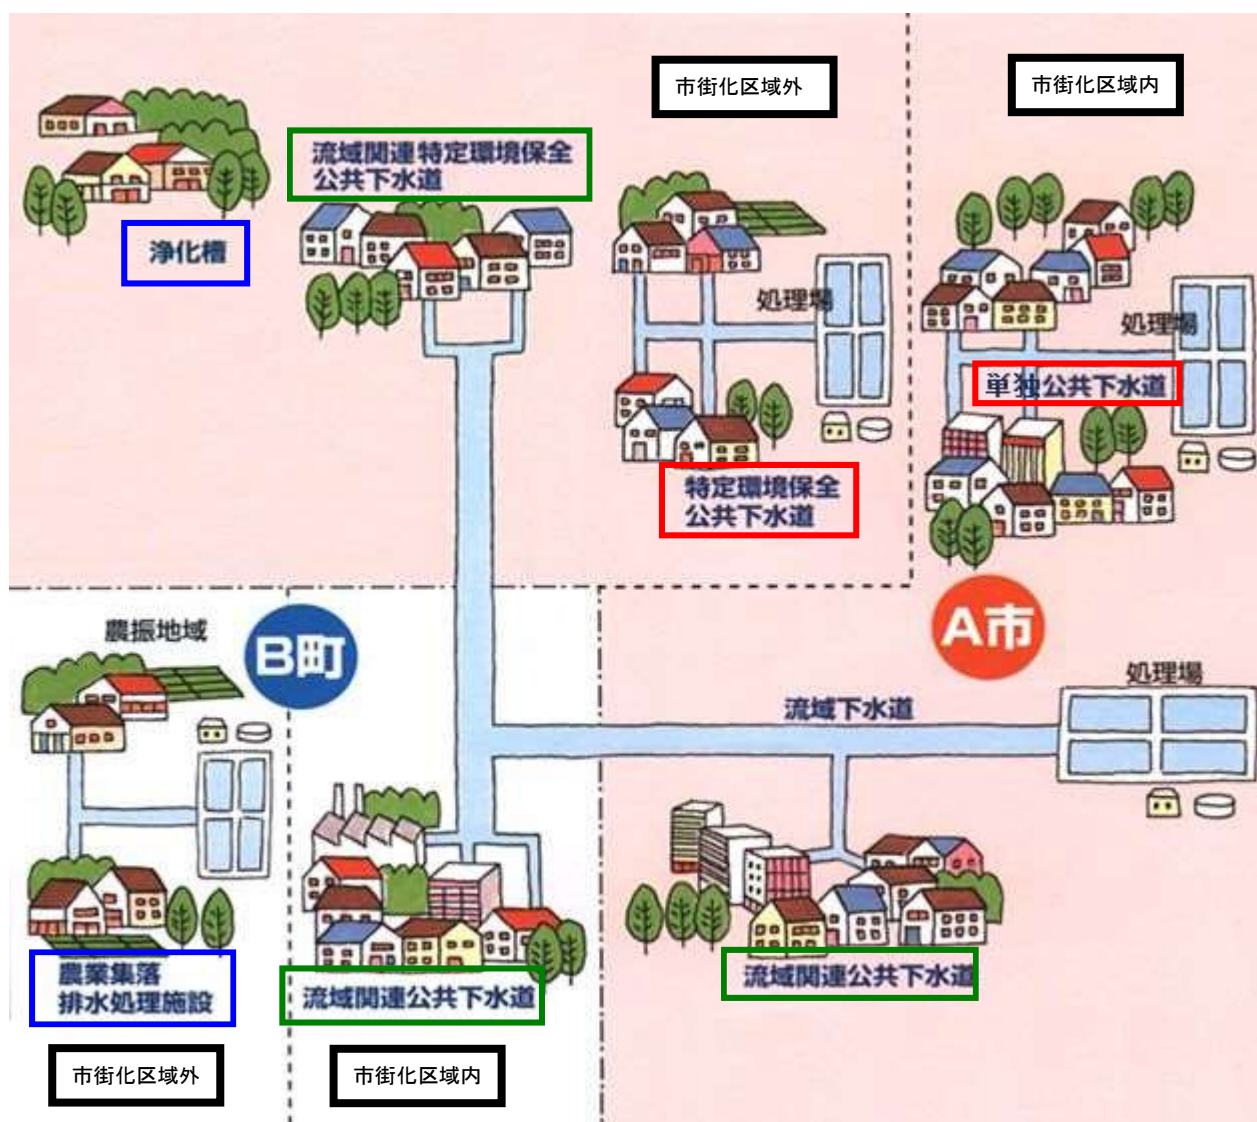 市街化区域外
市街化区域内
流域関連特定環境保全
公共下水道
浄化槽
処理場
処理場
単独公共下水道
特定環境保全
公共下水道
農振地域
B町
A市
処理場
流域下水道
農業集落
排水処理施設
流域関連公共下水道
流域関連公共下水道
市街化区域外
市街化区域内